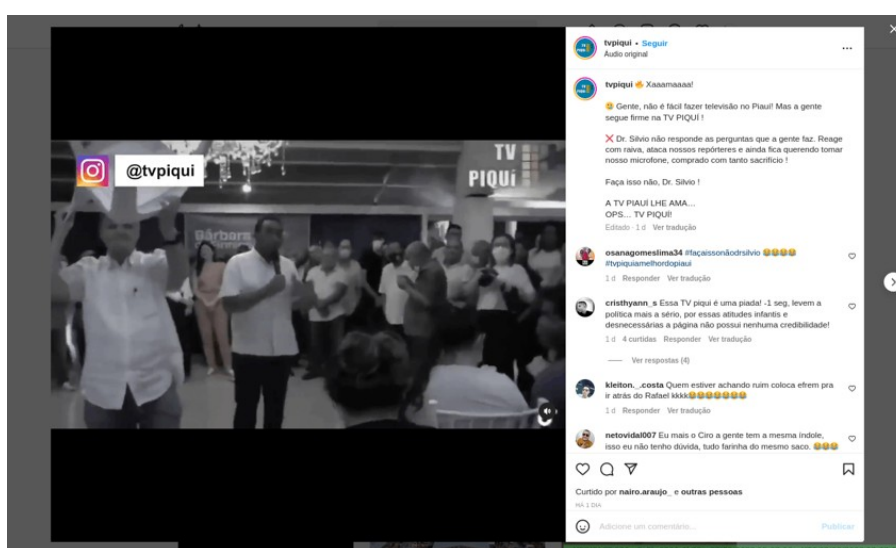 @tvpiqui
TV
PIQUí
Bárbara
tvpiqui • Seguir
Áudio original
tvpiqui 🔥 Xaaamaaaa!
🥲 Gente, não é fácil fazer televisão no Piauí! Mas a gente
segue firme na TV PIQUÍ !
❌ Dr. Silvio não responde as perguntas que a gente faz. Reage
com raiva, ataca nossos repórteres e ainda fica querendo tomar
nosso microfone, comprado com tanto sacrifício !
Faça isso não, Dr. Silvio !
A TV PIAUÍ LHE AMA...
OPS... TV PIQUÍ!
Editado · 1 d Ver tradução
osanagomeslima34 #façaissonãodrsilvio 😂😂😂😂
#tvpiquiamelhordopiaui
1 d Responder Ver tradução
cristhyann_s Essa TV piqui é uma piada! -1 seg, levem a
política mais a sério, por essas atitudes infantis e
desnecessárias a página não possui nenhuma credibilidade!
1 d 4 curtidas Responder Ver tradução
Ver respostas (4)
kleiton._.costa Quem estiver achando ruim coloca efrem pra
ir atrás do Rafael kkkk😂😂😂😂😂😂😂
1 d Responder Ver tradução
netovidal007 Eu mais o Ciro a gente tem a mesma índole,
isso eu não tenho dúvida, tudo farinha do mesmo saco. 😂😂😂
Curtido por nairo.araujo_ e outras pessoas
HÁ 1 DIA
Adicione um comentário...
Publicar